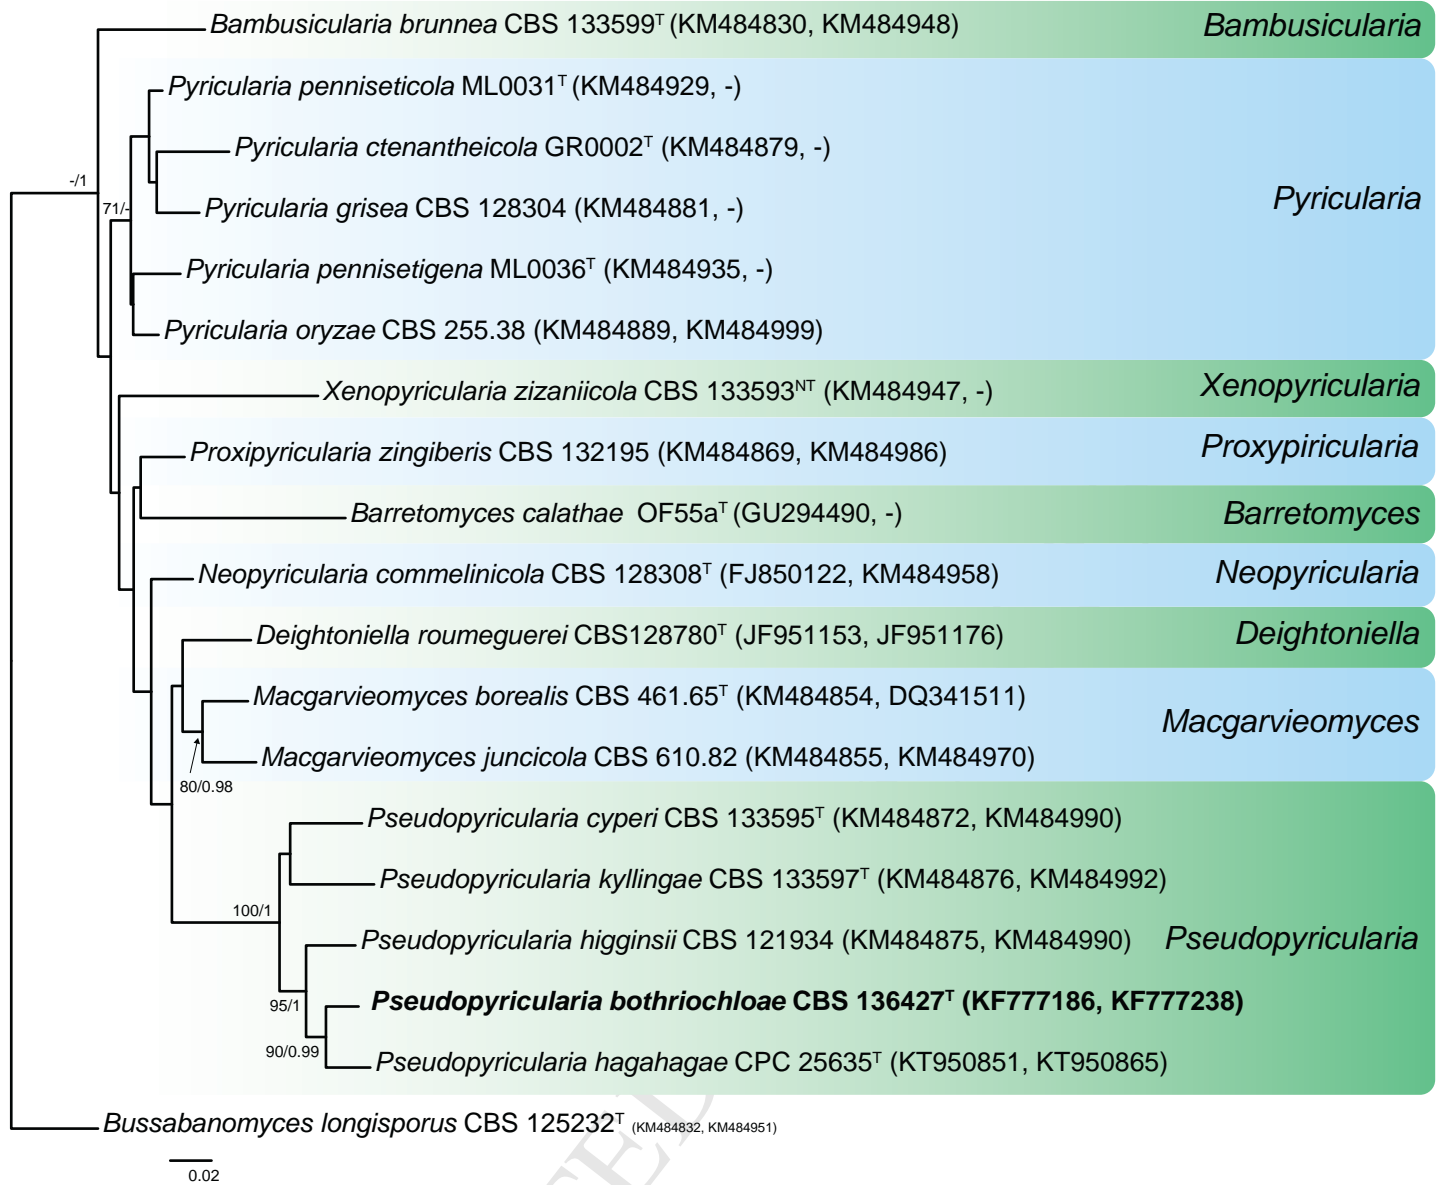 Bambusicularia brunnea CBS 133599ᵀ (KM484830, KM484948) Bambusicularia
Pyricularia penniseticola ML0031ᵀ (KM484929, -)
Pyricularia ctenantheicola GR0002ᵀ (KM484879, -)
-/1
Pyricularia grisea CBS 128304 (KM484881, -) Pyricularia
71/-
Pyricularia pennisetigena ML0036ᵀ (KM484935, -)
Pyricularia oryzae CBS 255.38 (KM484889, KM484999)
Xenopyricularia zizaniicola CBS 133593ᴺᵀ (KM484947, -) Xenopyricularia
Proxipyricularia zingiberis CBS 132195 (KM484869, KM484986) Proxypiricularia
Barretomyces calathae OF55aᵀ (GU294490, -) Barretomyces
Neopyricularia commelinicola CBS 128308ᵀ (FJ850122, KM484958) Neopyricularia
Deightoniella roumeguerei CBS128780ᵀ (JF951153, JF951176) Deightoniella
Macgarvieomyces borealis CBS 461.65ᵀ (KM484854, DQ341511)
Macgarvieomyces
Macgarvieomyces juncicola CBS 610.82 (KM484855, KM484970)
80/0.98
Pseudopyricularia cyperi CBS 133595ᵀ (KM484872, KM484990)
Pseudopyricularia kyllingae CBS 133597ᵀ (KM484876, KM484992)
100/1
Pseudopyricularia higginsii CBS 121934 (KM484875, KM484990) Pseudopyricularia
95/1
Pseudopyricularia bothriochloae CBS 136427ᵀ (KF777186, KF777238)
90/0.99
Pseudopyricularia hagahagae CPC 25635ᵀ (KT950851, KT950865)
Bussabanomyces longisporus CBS 125232ᵀ (KM484832, KM484951)
0.02